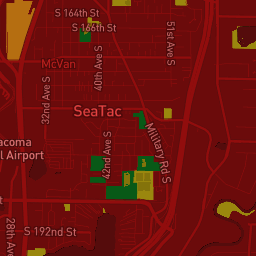 S 164th St
S 166th St
51st Ave S
McVan
40th Ave S
32nd Ave S
SeaTac
Military Rd S
acoma
l Airport
42nd Ave S
28th Ave
S 192nd St